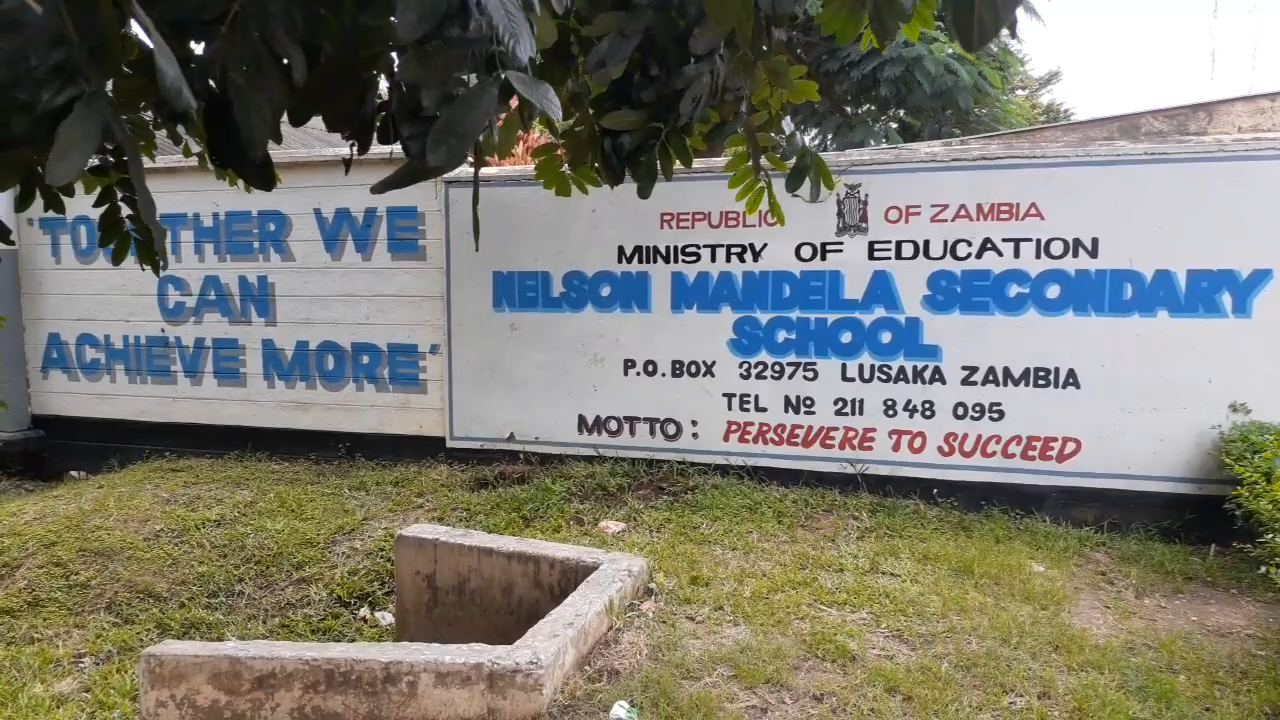 "TOGETHER WE
CAN
ACHIEVE MORE"
REPUBLIC OF ZAMBIA
MINISTRY OF EDUCATION
NELSON MANDELA SECONDARY
SCHOOL
P.O. BOX 32975 LUSAKA ZAMBIA
TEL № 211 848 095
MOTTO: PERSEVERE TO SUCCEED